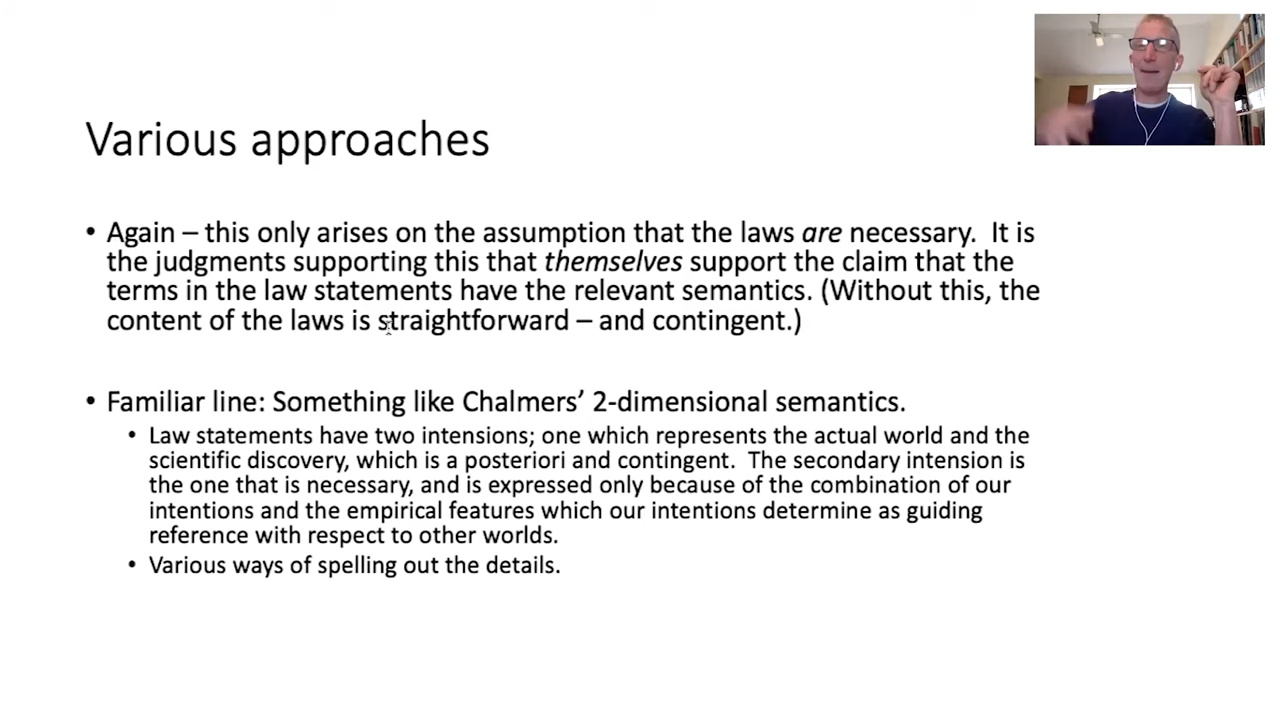 Various approaches
• Again – this only arises on the assumption that the laws are necessary.  It is
the judgments supporting this that themselves support the claim that the
terms in the law statements have the relevant semantics. (Without this, the
content of the laws is straightforward – and contingent.)
• Familiar line: Something like Chalmers’ 2-dimensional semantics.
• Law statements have two intensions; one which represents the actual world and the
scientific discovery, which is a posteriori and contingent.  The secondary intension is
the one that is necessary, and is expressed only because of the combination of our
intentions and the empirical features which our intentions determine as guiding
reference with respect to other worlds.
• Various ways of spelling out the details.